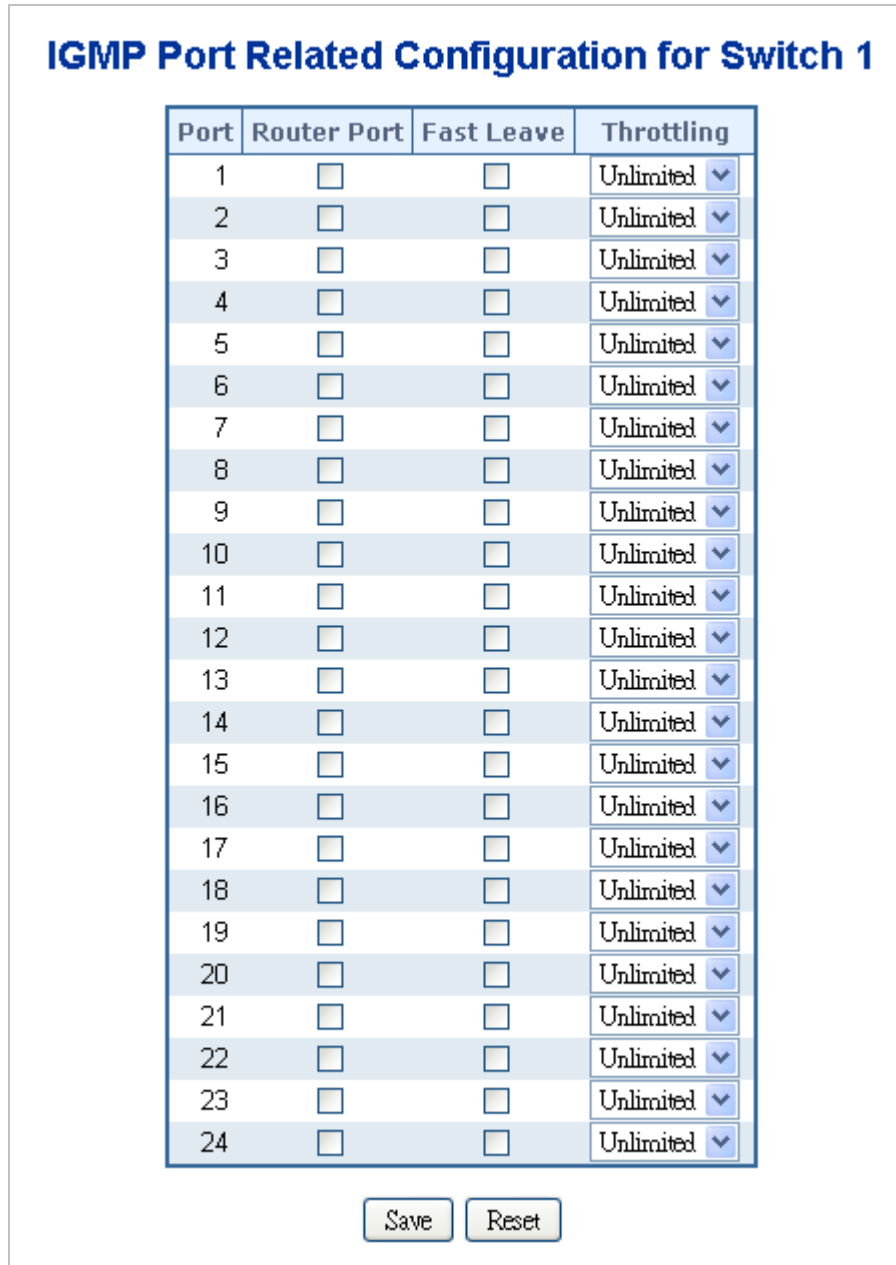 IGMP Port Related Configuration for Switch 1
Port Router Port Fast Leave Throttling
1 Unlimited
2 Unlimited
3 Unlimited
4 Unlimited
5 Unlimited
6 Unlimited
7 Unlimited
8 Unlimited
9 Unlimited
10 Unlimited
11 Unlimited
12 Unlimited
13 Unlimited
14 Unlimited
15 Unlimited
16 Unlimited
17 Unlimited
18 Unlimited
19 Unlimited
20 Unlimited
21 Unlimited
22 Unlimited
23 Unlimited
24 Unlimited
Save Reset